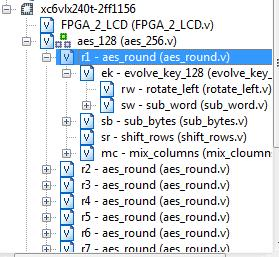 xc6vlx240t-2ff1156
FPGA_2_LCD (FPGA_2_LCD.v)
aes_128 (aes_256.v)
r1 - aes_round (aes_round.v)
ek - evolve_key_128 (evolve_key
rw - rotate_left (rotate_left.v)
sw - sub_word (sub_word.v)
sb - sub_bytes (sub_bytes.v)
sr - shift_rows (shift_rows.v)
mc - mix_columns (mix_cloumn
r2 - aes_round (aes_round.v)
r3 - aes_round (aes_round.v)
r4 - aes_round (aes_round.v)
r5 - aes_round (aes_round.v)
r6 - aes_round (aes_round.v)
r7 - aes_round (aes_round.v)